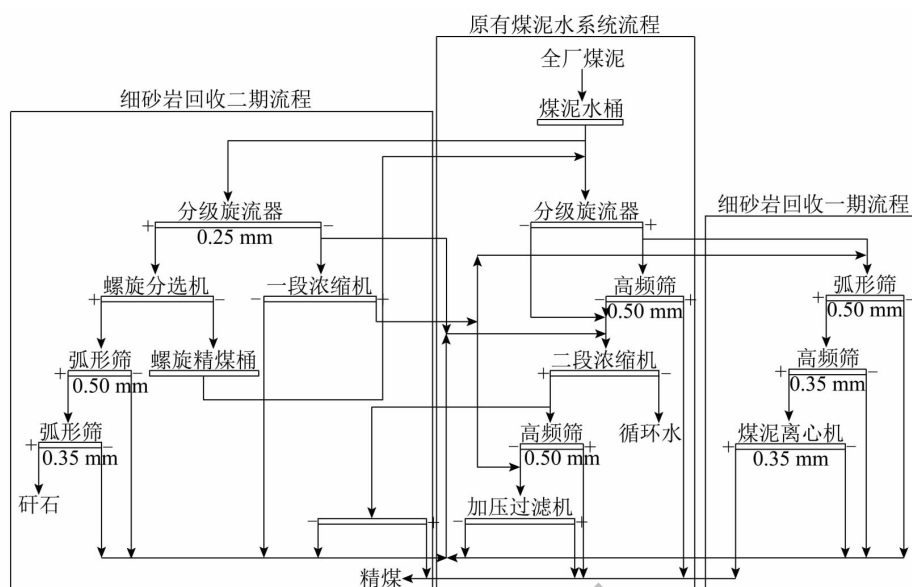 原有煤泥水系统流程
全厂煤泥
煤泥水桶
细砂岩回收二期流程
细砂岩回收一期流程
+ 分级旋流器 −
0.25 mm
− 分级旋流器 +
+ 螺旋分选机 −
− 一段浓缩机 +
− 高频筛 +
0.50 mm
+ 弧形筛 −
0.50 mm
+ 弧形筛 −
0.50 mm
螺旋精煤桶
+ 二段浓缩机 −
+ 高频筛 −
0.35 mm
+ 弧形筛 −
0.35 mm
− 高频筛 +
0.50 mm
循环水
+ 煤泥离心机 −
0.35 mm
矸石
− +
− 加压过滤机 +
精煤